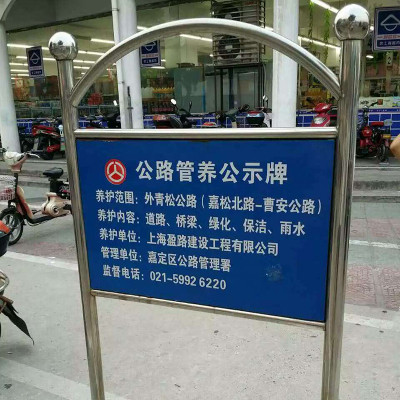 公路管养公示牌
养护范围：外青松公路（嘉松北路-曹安公路）
养护内容：道路、桥梁、绿化、保洁、雨水
养护单位：上海盈路建设工程有限公司
管理单位：嘉定区公路管理署
监督电话：021-5992 6220